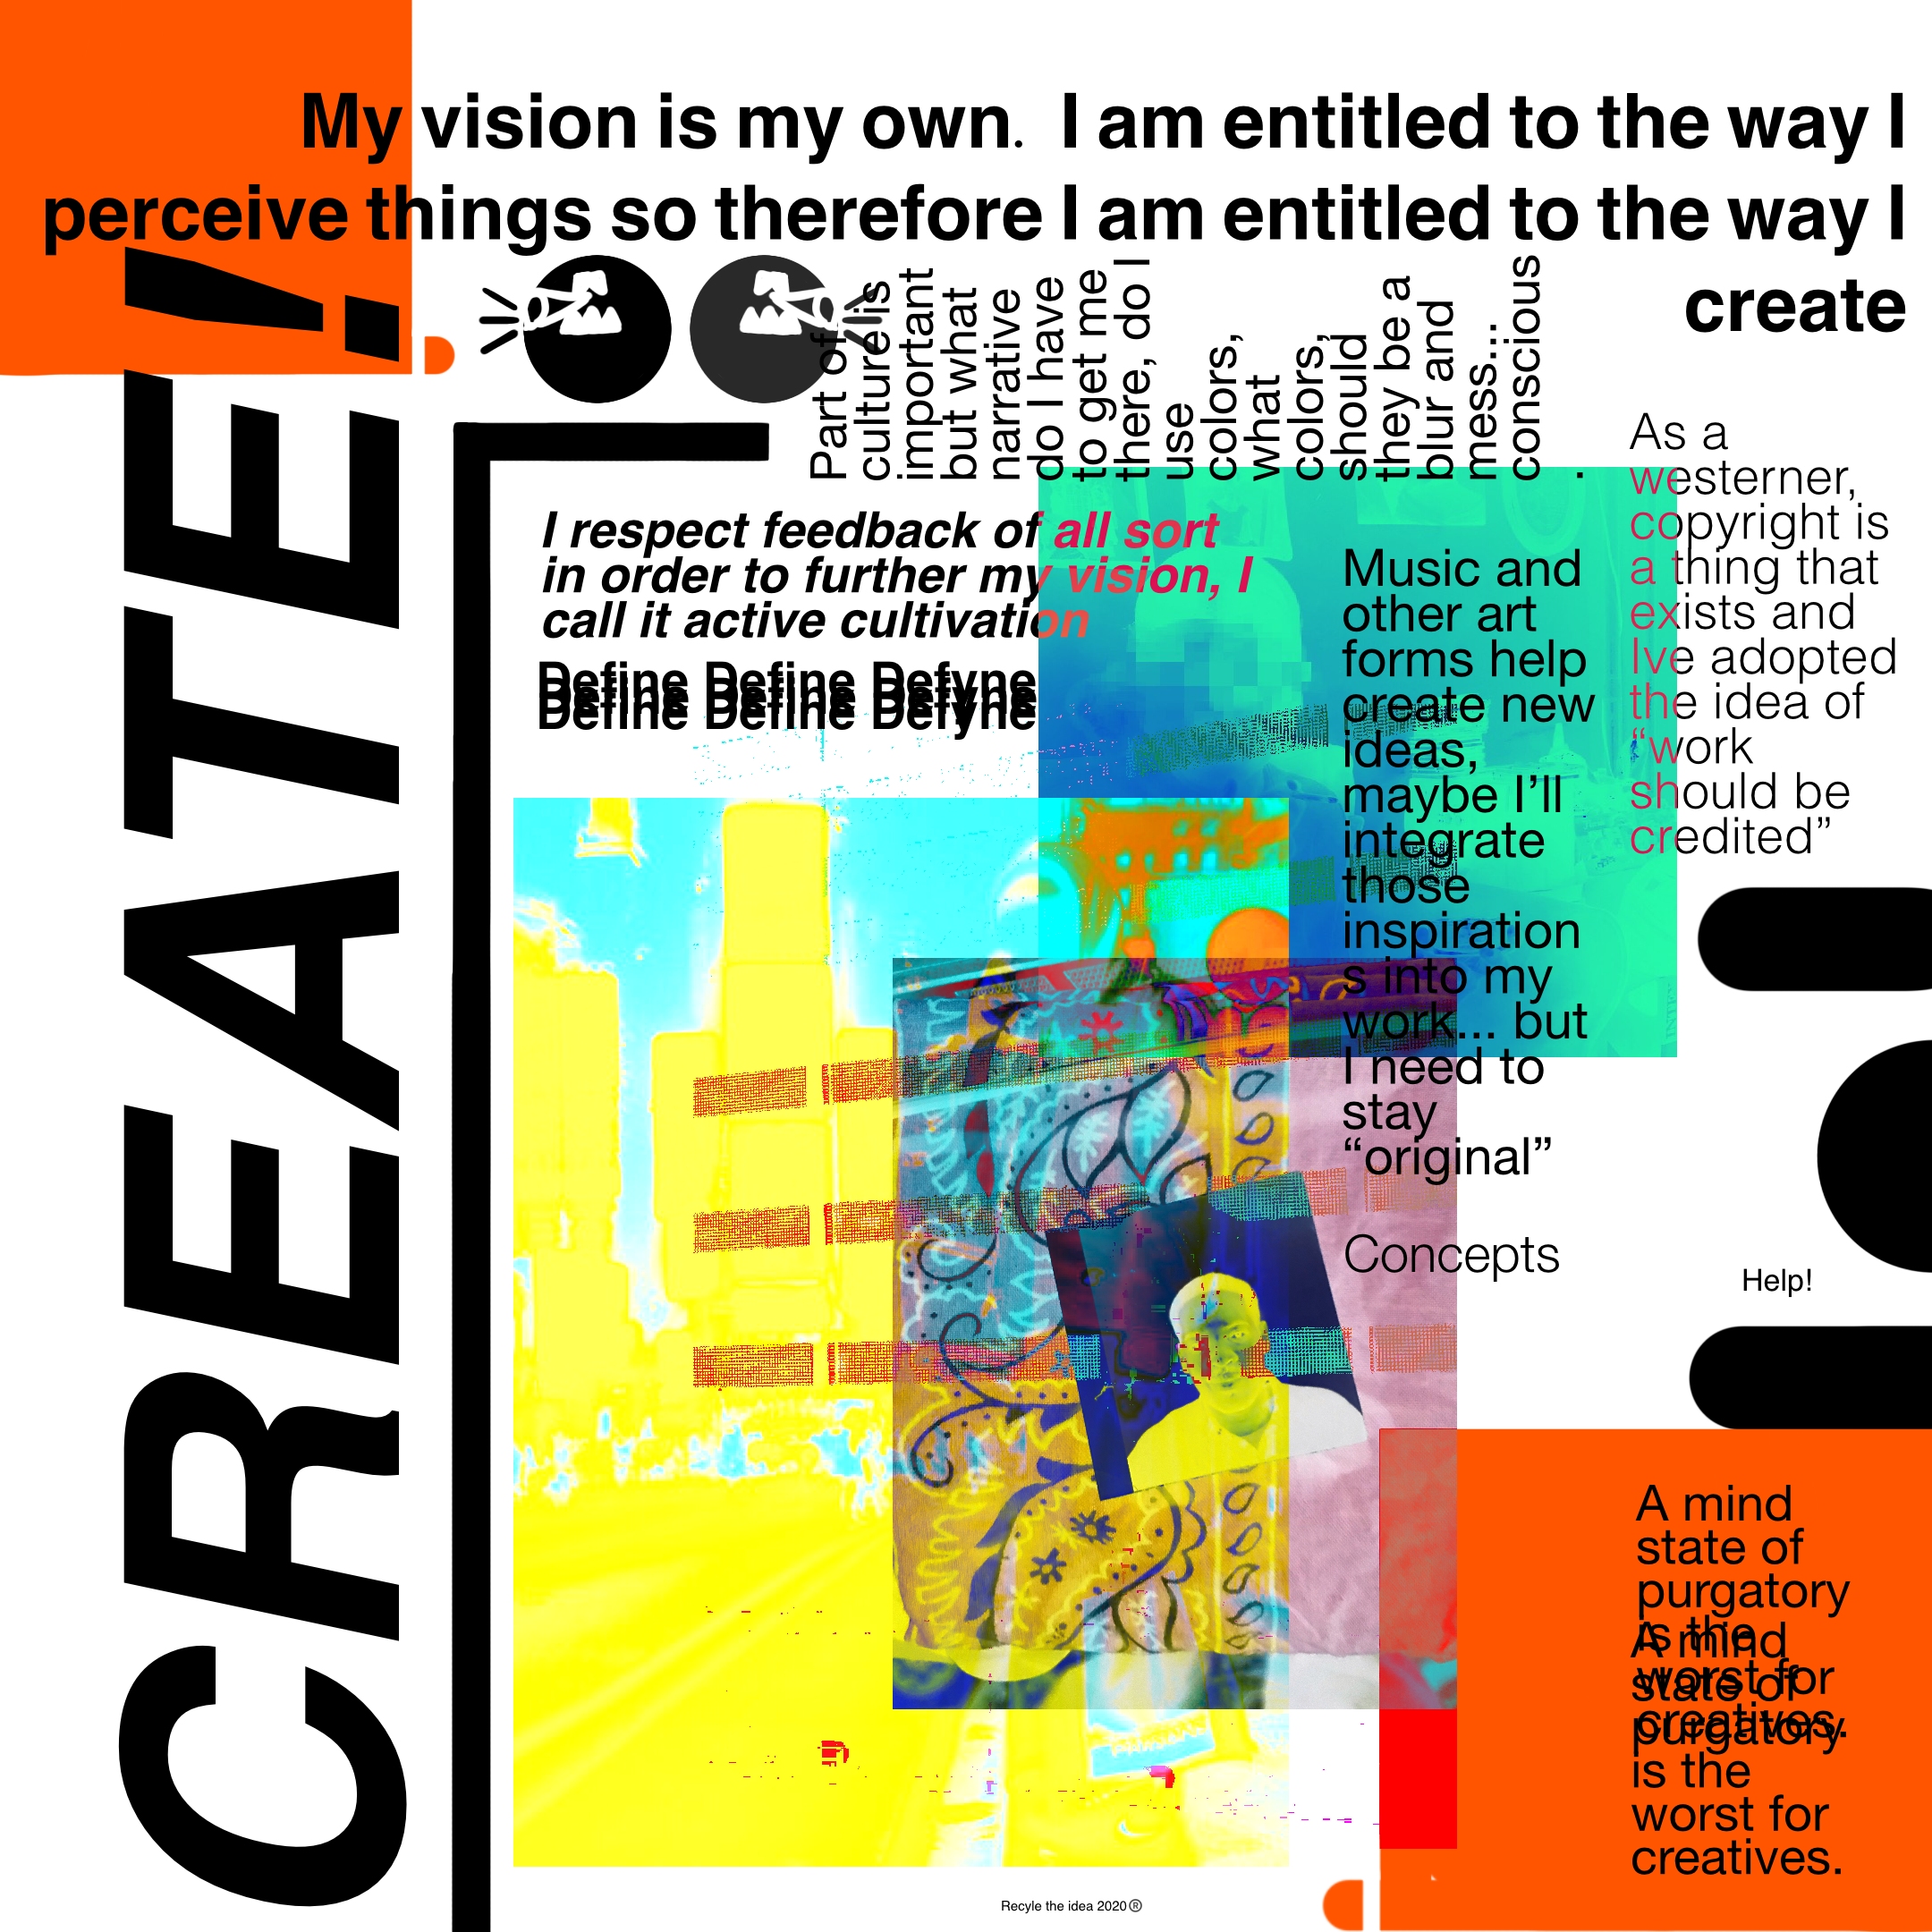 My vision is my own. I am entitled to the way I
perceive things so therefore I am entitled to the way I
create
CREATE!
Part of
culture is
important
but what
narrative
do I have
to get me
there, do I
use
colors,
what
colors,
should
they be a
blur and
mess...
conscious
.
I respect feedback of all sort
in order to further my vision, I
call it active cultivation
Define Define Defyne
Define Define Defyne
Define Define Defyne
Music and
other art
forms help
create new
ideas,
maybe I’ll
integrate
those
inspiration
s into my
work... but
I need to
stay
“original”
Concepts
As a
westerner,
copyright is
a thing that
exists and
Ive adopted
the idea of
“work
should be
credited”
Help!
A mind
state of
purgatory
is the
worst for
creatives.
A mind
state of
purgatory
is the
worst for
creatives.
Recyle the idea 2020®